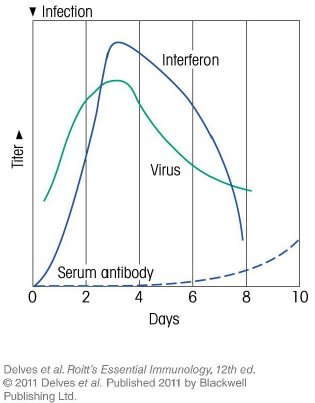 ▼ Infection
Interferon
Titer ►
Virus
Serum antibody
0 2 4 6 8 10
Days
Delves et al. Roitt's Essential Immunology, 12th ed.
© 2011 Delves et al. Published 2011 by Blackwell
Publishing Ltd.